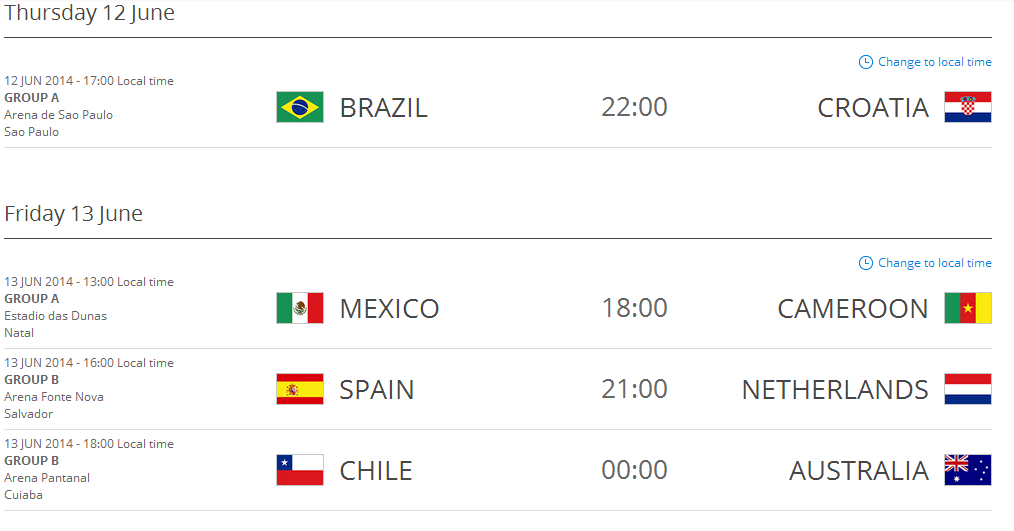 Thursday 12 June
Change to local time
12 JUN 2014 - 17:00 Local time
GROUP A
Arena de Sao Paulo
Sao Paulo
BRAZIL 22:00 CROATIA
Friday 13 June
Change to local time
13 JUN 2014 - 13:00 Local time
GROUP A
Estadio das Dunas
Natal
MEXICO 18:00 CAMEROON
13 JUN 2014 - 16:00 Local time
GROUP B
Arena Fonte Nova
Salvador
SPAIN 21:00 NETHERLANDS
13 JUN 2014 - 18:00 Local time
GROUP B
Arena Pantanal
Cuiaba
CHILE 00:00 AUSTRALIA